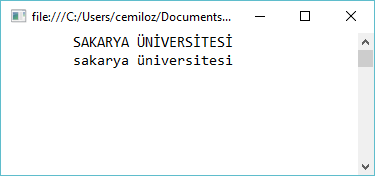 file:///C:/Users/cemiloz/Documents...
SAKARYA ÜNİVERSİTESİ
sakarya üniversitesi